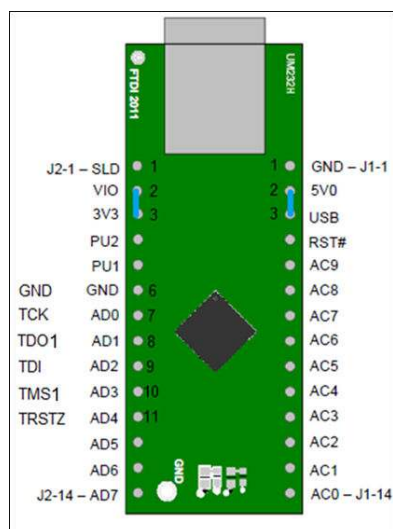 FTDI 2011
UM232H
J2-1 – SLD 1
1 GND – J1-1
VIO 2
2 5V0
3V3 3
3 USB
PU2
RST#
PU1
AC9
GND GND 6
AC8
TCK AD0 7
AC7
TDO1 AD1 8
AC6
TDI AD2 9
AC5
TMS1 AD3 10
AC4
TRSTZ AD4 11
AC3
AD5
AC2
AD6
AC1
J2-14 – AD7
AC0 – J1-14
GND